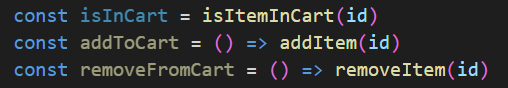 const isInCart = isItemInCart(id)
const addToCart = () => addItem(id)
const removeFromCart = () => removeItem(id)